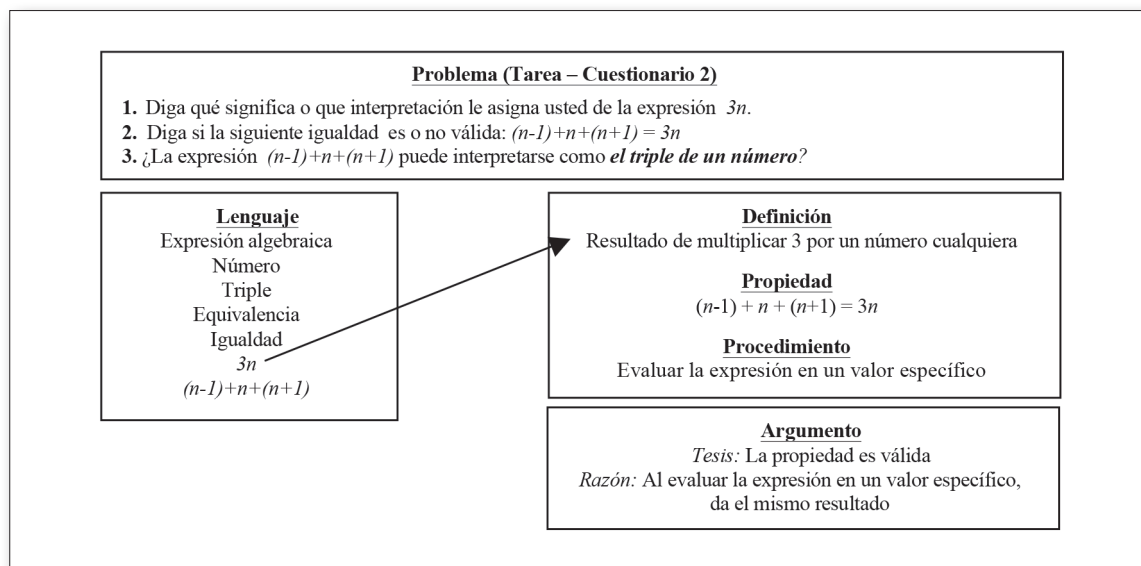 Problema (Tarea – Cuestionario 2)
1. Diga qué significa o que interpretación le asigna usted de la expresión 3n.
2. Diga si la siguiente igualdad es o no válida: (n-1)+n+(n+1) = 3n
3. ¿La expresión (n-1)+n+(n+1) puede interpretarse como el triple de un número?
Lenguaje
Expresión algebraica
Número
Triple
Equivalencia
Igualdad
3n
(n-1)+n+(n+1)
Definición
Resultado de multiplicar 3 por un número cualquiera
Propiedad
(n-1) + n + (n+1) = 3n
Procedimiento
Evaluar la expresión en un valor específico
Argumento
Tesis: La propiedad es válida
Razón: Al evaluar la expresión en un valor específico,
da el mismo resultado